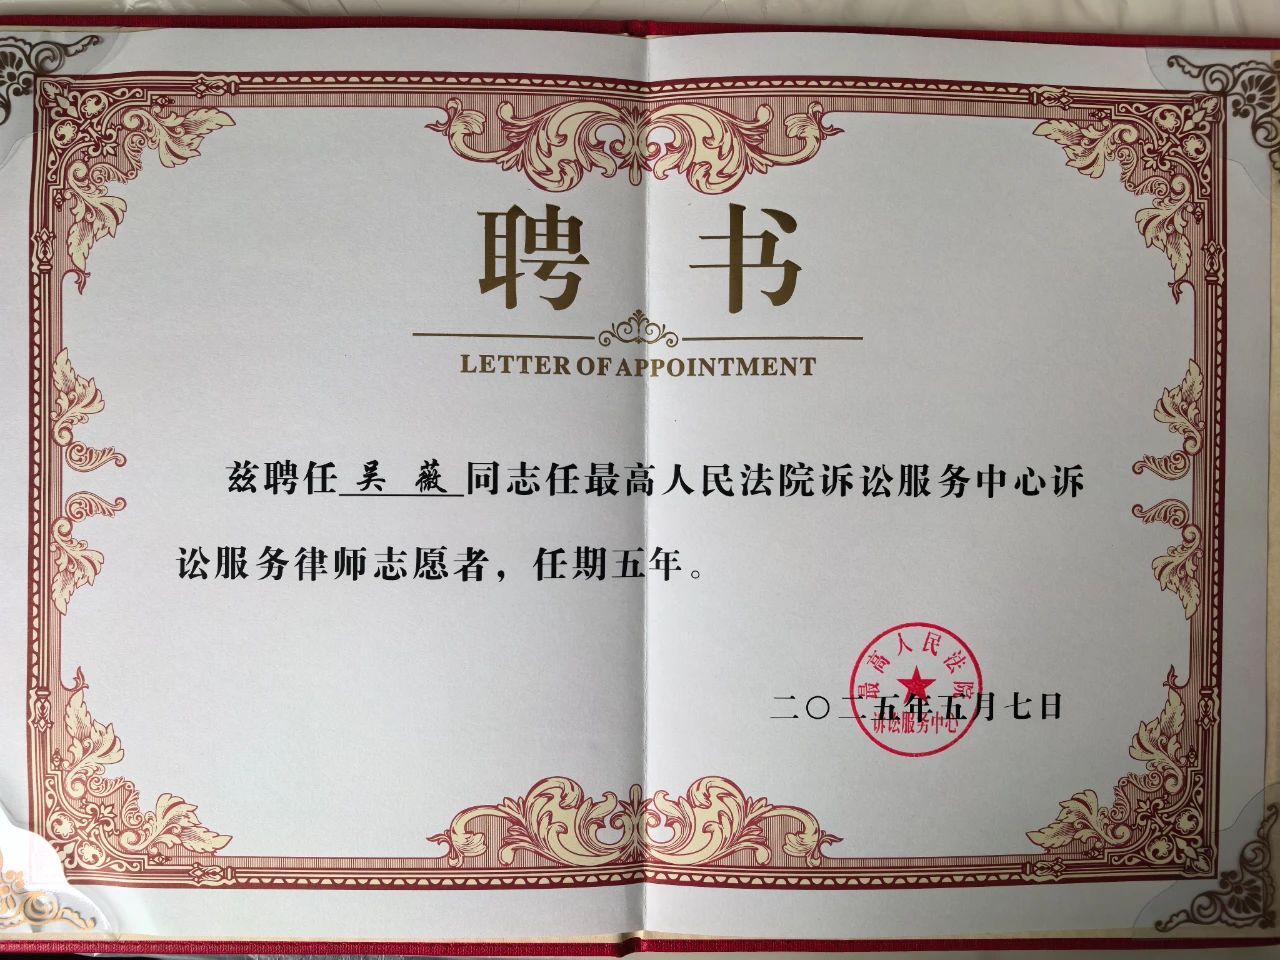 聘书
LETTER OF APPOINTMENT
兹聘任 吴 薇 同志任最高人民法院诉讼服务中心诉
讼服务律师志愿者，任期五年。
最高人民法院
二〇二五年五月七日
诉讼服务中心